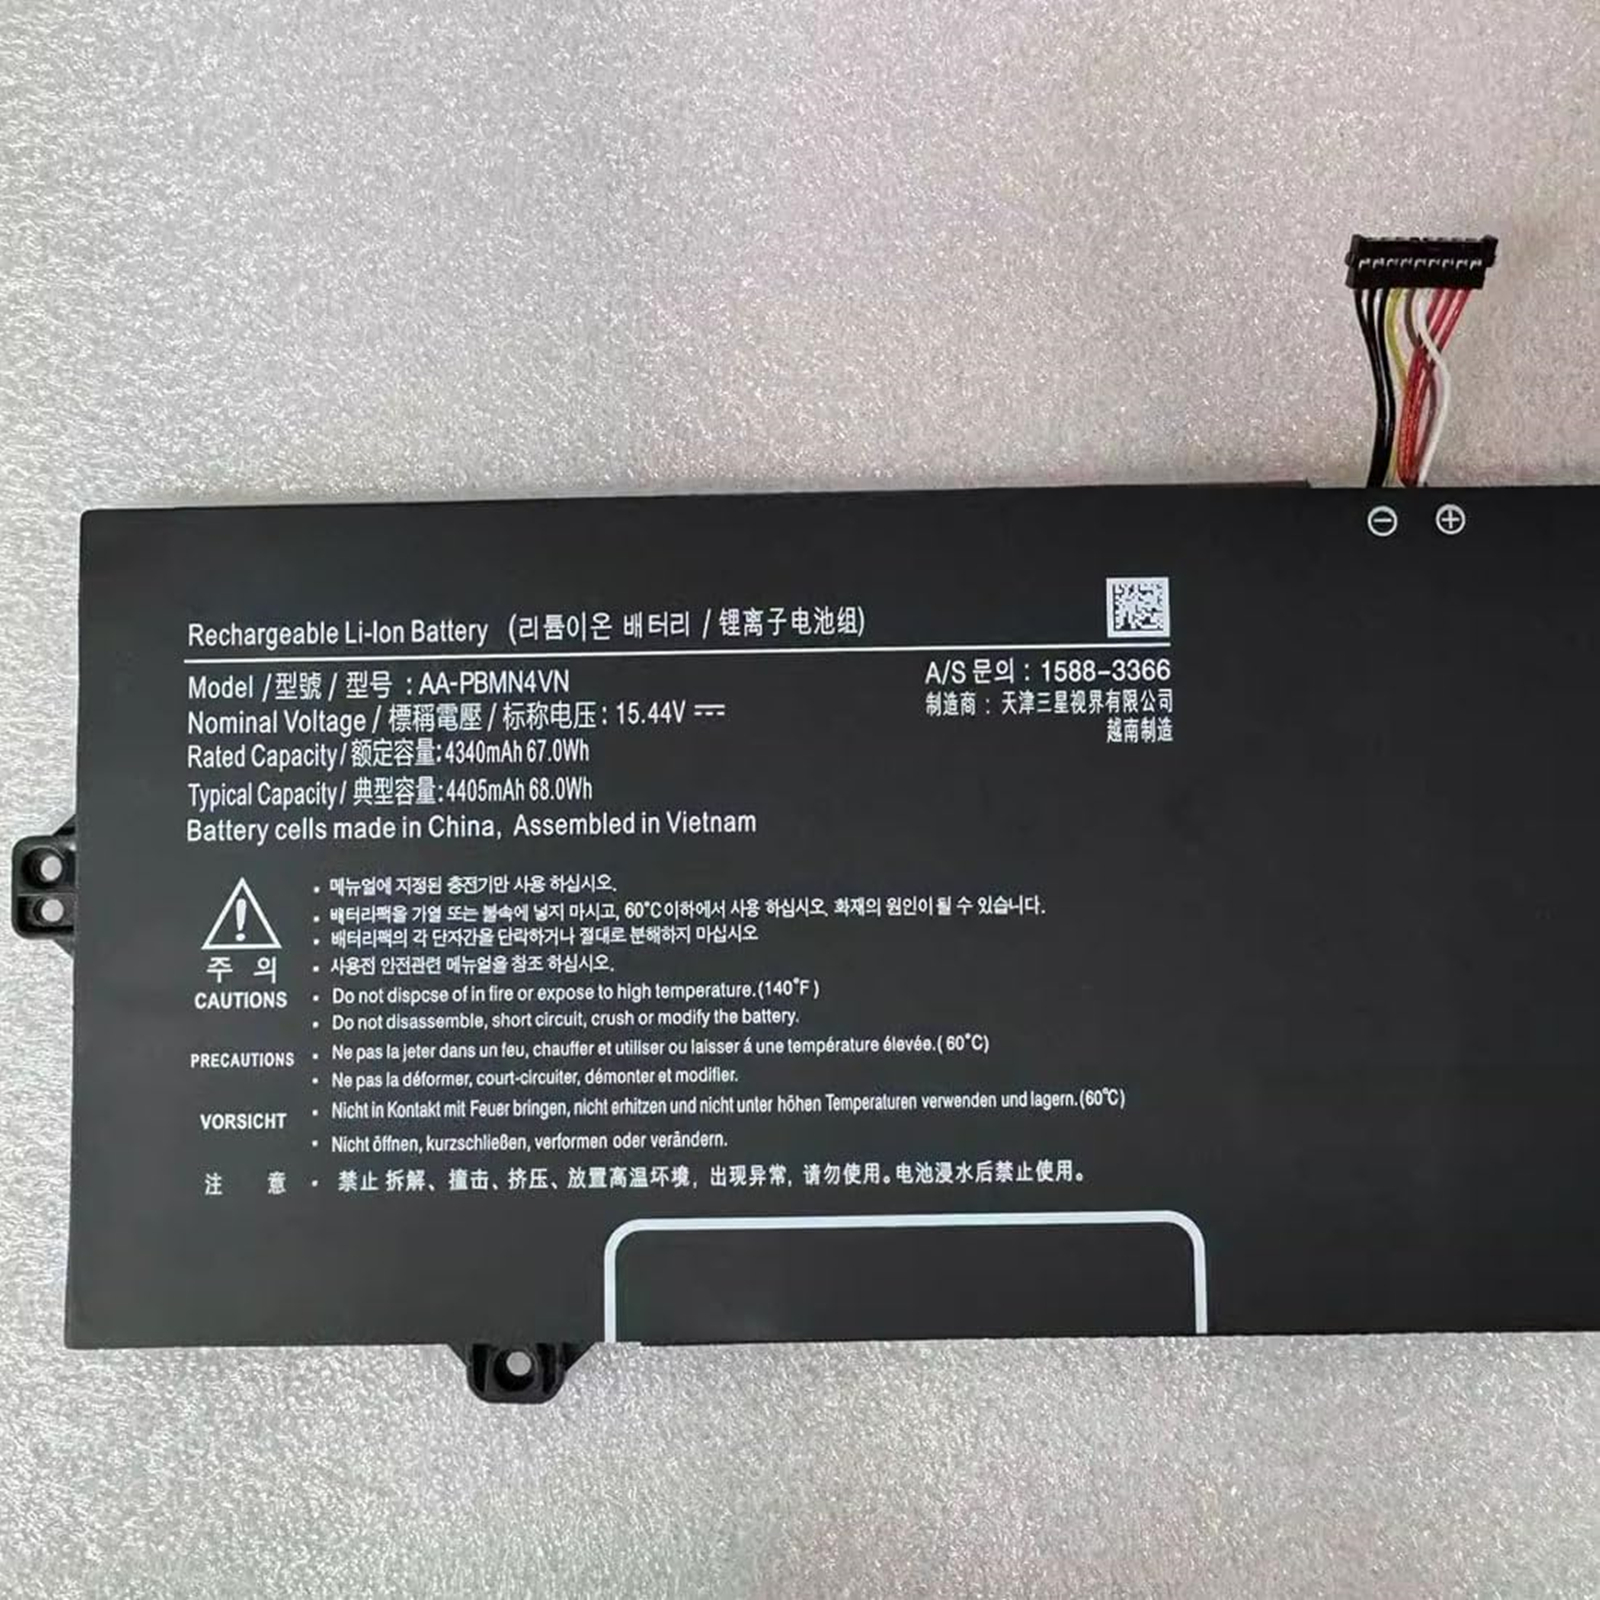 Rechargeable Li-Ion Battery (리튬이온 배터리 / 锂离子电池组)
Model / 型號 / 型号 : AA-PBMN4VN
A/S 문의 : 1588-3366
Nominal Voltage / 標稱電壓 / 标称电压 : 15.44V
制造商 : 天津三星视界有限公司
越南制造
Rated Capacity / 额定容量: 4340mAh 67.0Wh
Typical Capacity / 典型容量: 4405mAh 68.0Wh
Battery cells made in China, Assembled in Vietnam
• 메뉴얼에 지정된 충전기만 사용 하십시오.
• 배터리팩을 가열 또는 불속에 넣지 마시고, 60°C이하에서 사용 하십시오, 화재의 원인이 될 수 있습니다.
• 배터리팩의 각 단자간을 단락하거나 절대로 분해하지 마십시오
주 의
• 사용전 안전관련 메뉴얼을 참조 하십시오.
CAUTIONS • Do not dispcse of in fire or expose to high temperature.(140°F )
• Do not disassemble, short circuit, crush or modify the battery.
PRECAUTIONS • Ne pas la jeter dans un feu, chauffer et utiliser ou laisser á une température élevée.( 60°C)
• Ne pas la déformer, court-circuiter, démonter et modifier.
VORSICHT • Nicht in Kontakt mit Feuer bringen, nicht erhitzen und nicht unter höhen Temperaturen verwenden und lagern.(60°C)
• Nicht öffnen, kurzschließen, verformen oder verändern.
注 意 • 禁止 拆解、撞击、挤压、放置高温环境, 出现异常, 请勿使用。电池浸水后禁止使用。